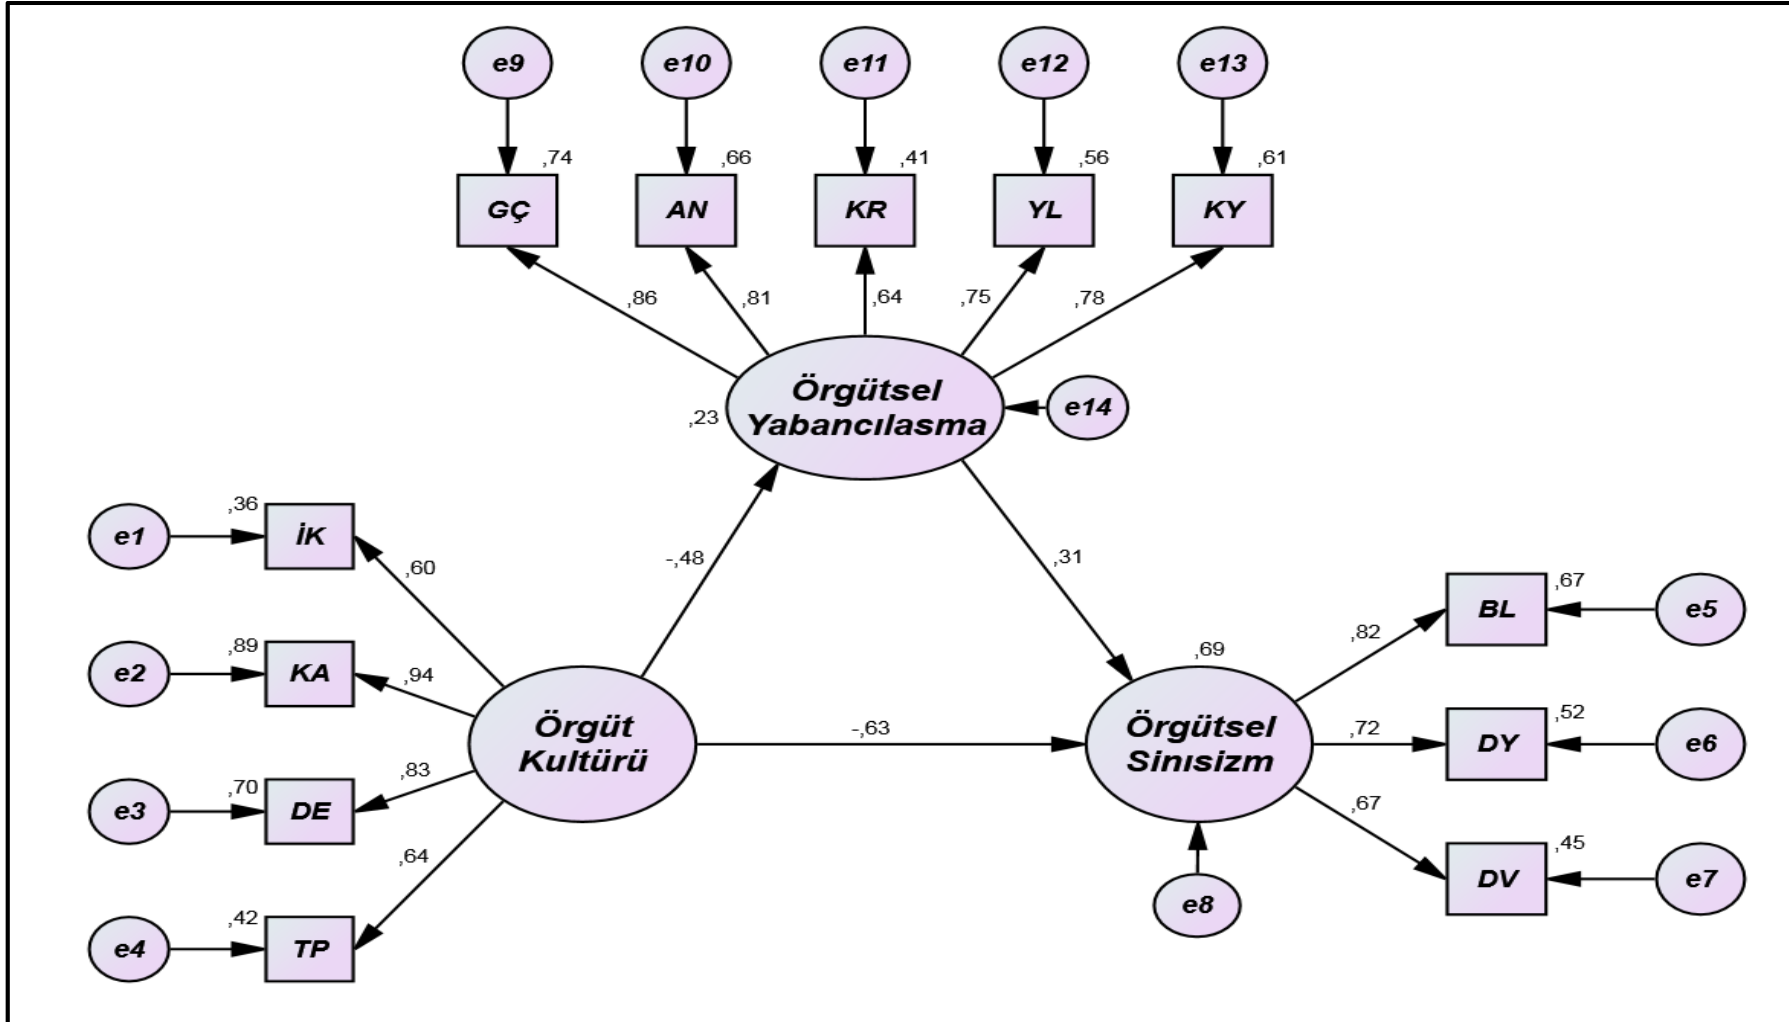 e9
e10
e11
e12
e13
,74
,66
,41
,56
,61
GÇ
AN
KR
YL
KY
,86
,81
,64
,75
,78
Örgütsel
Yabancılasma
,23
e14
e1
,36
İK
,60
-,48
,31
e2
,89
KA
,94
Örgüt
Kultürü
-,63
,69
Örgütsel
Sinısizm
,82
,67
BL
e5
,72
,52
DY
e6
,67
,45
DV
e7
e3
,70
DE
,83
,64
e8
e4
,42
TP